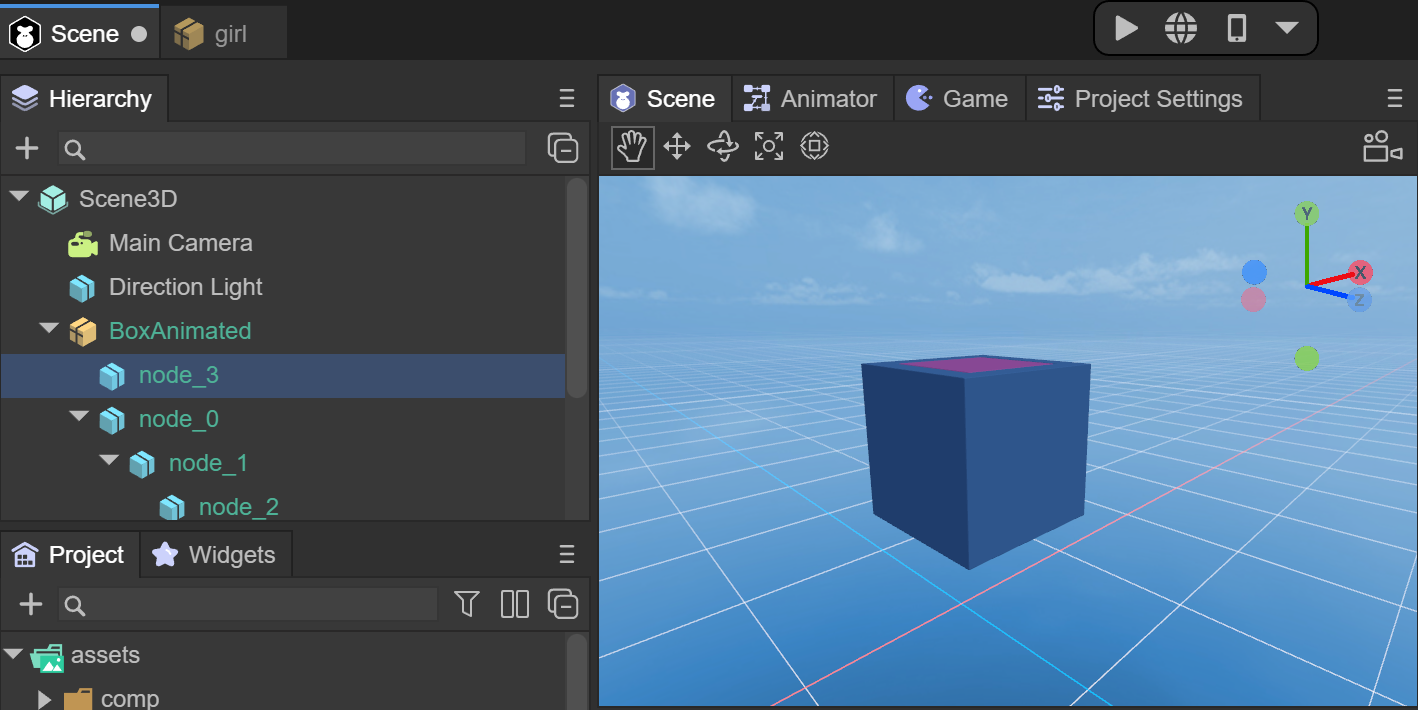 Scene girl
Hierarchy
Scene Animator Game Project Settings
Scene3D
Main Camera
Direction Light
BoxAnimated
node_3
node_0
node_1
node_2
Y
X
Z
Project Widgets
assets
comp